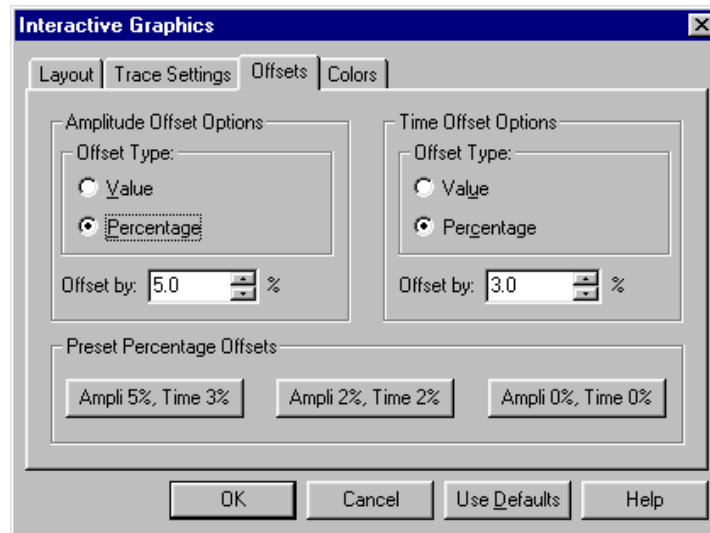 Interactive Graphics
Layout Trace Settings Offsets Colors
Amplitude Offset Options
Offset Type:
Value
Percentage
Offset by: 5.0 %
Time Offset Options
Offset Type:
Value
Percentage
Offset by: 3.0 %
Preset Percentage Offsets
Ampli 5%, Time 3% Ampli 2%, Time 2% Ampli 0%, Time 0%
OK Cancel Use Defaults Help